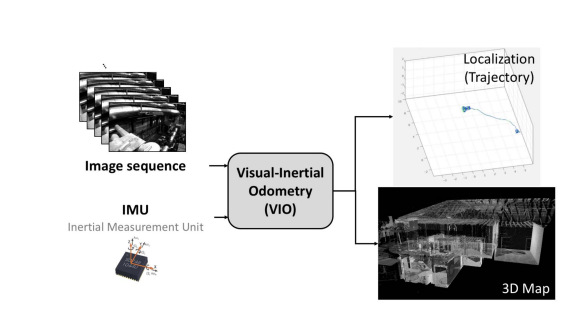 Localization
(Trajectory)
Image sequence
Visual-Inertial
Odometry
(VIO)
IMU
Inertial Measurement Unit
3D Map